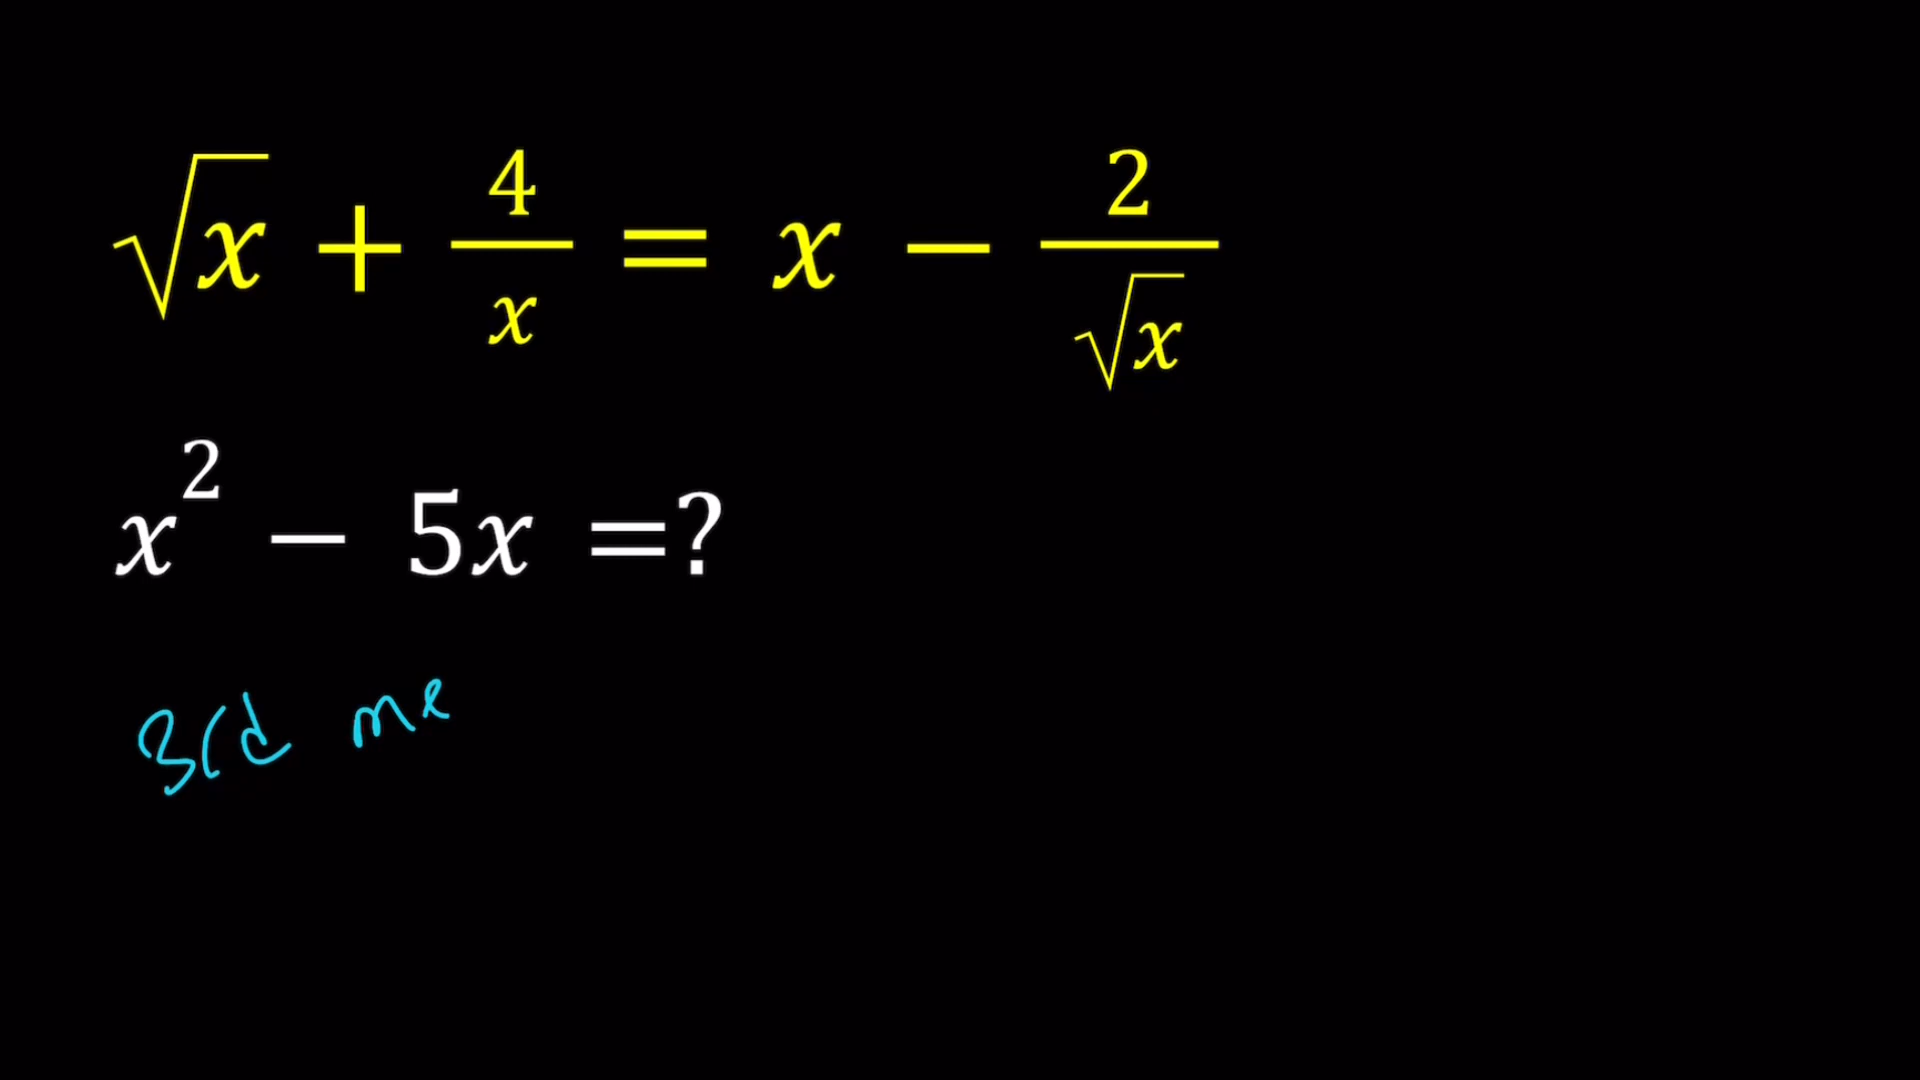 √x + 4/x = x − 2/√x
x² − 5x =?
3rd me